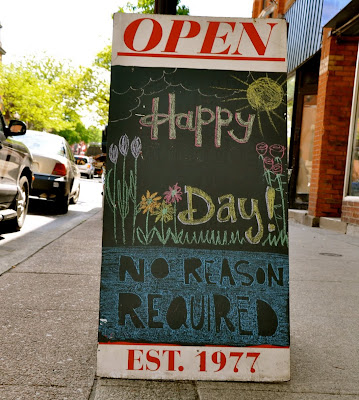 OPEN
Happy
Day!
NO REASON
REQUIRED
EST. 1977